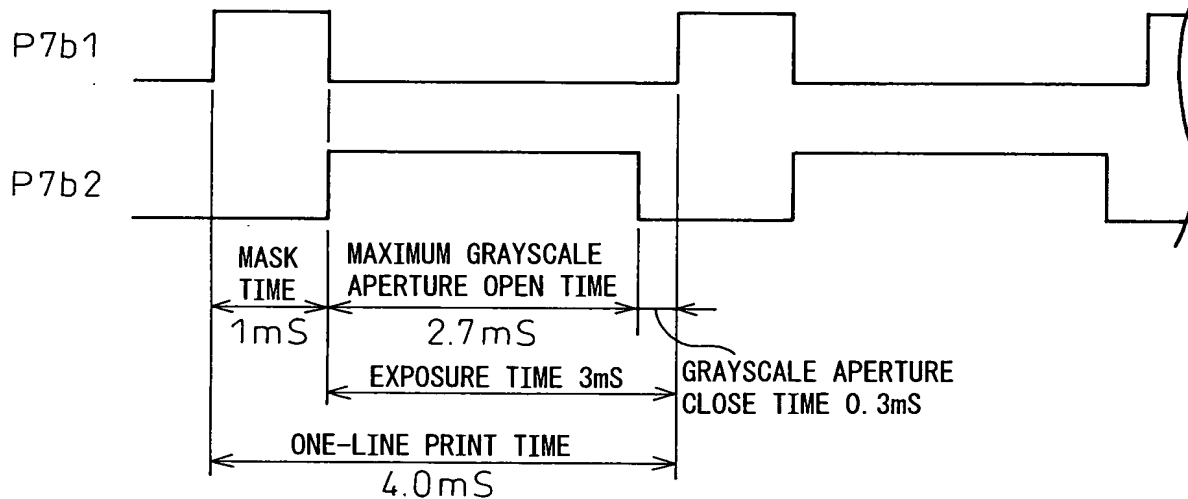 P7b1
P7b2
MASK
TIME
1mS
MAXIMUM GRAYSCALE
APERTURE OPEN TIME
2.7mS
EXPOSURE TIME 3mS
GRAYSCALE APERTURE
CLOSE TIME 0.3mS
ONE-LINE PRINT TIME
4.0mS